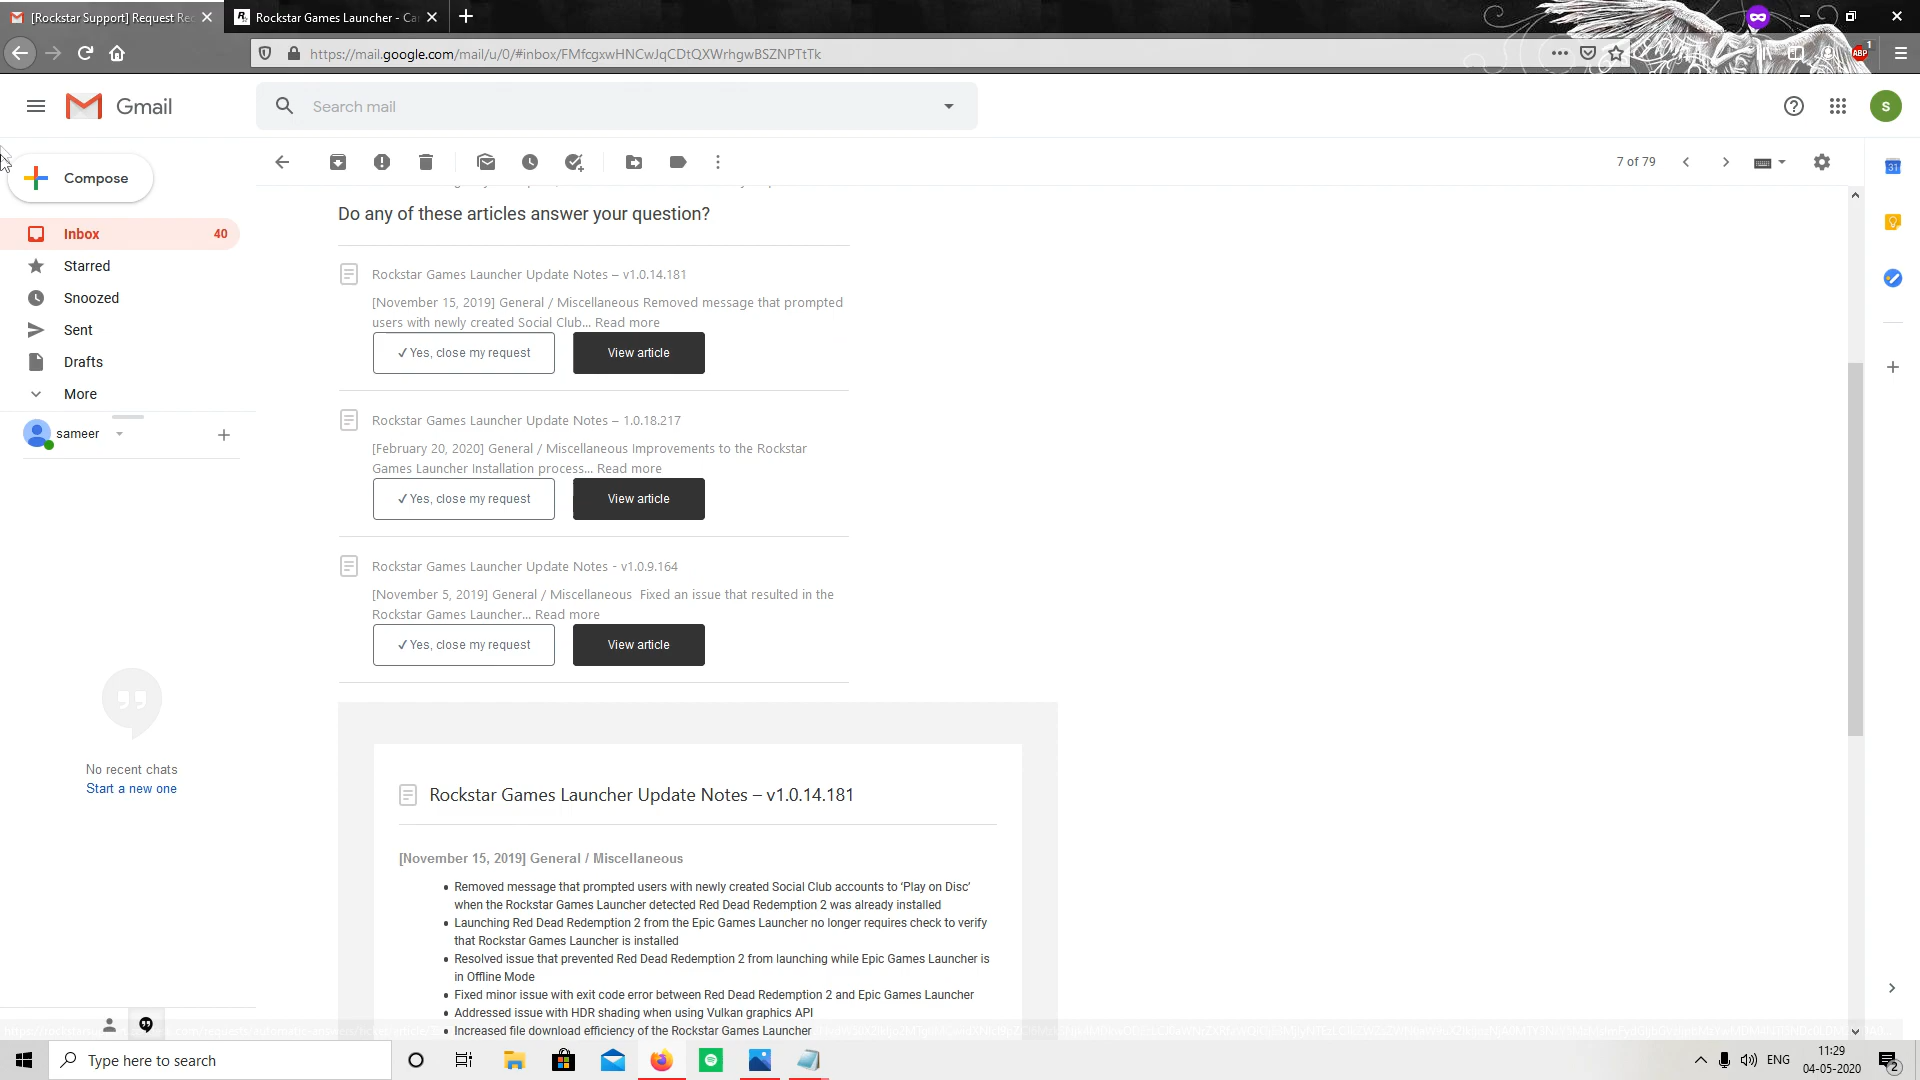 [Rockstar Support] Request Rec
Rockstar Games Launcher - Ca
https://mail.google.com/mail/u/0/#inbox/FMfcgxwHNCwJqCDtQXWrhgwBSZNPTtTk
ABP
1
Gmail
Search mail
S
Compose
7 of 79
31
Inbox
40
Starred
Snoozed
Sent
Drafts
More
sameer
No recent chats
Start a new one
Do any of these articles answer your question?
Rockstar Games Launcher Update Notes – v1.0.14.181
[November 15, 2019] General / Miscellaneous Removed message that prompted
users with newly created Social Club... Read more
✓ Yes, close my request
View article
Rockstar Games Launcher Update Notes – 1.0.18.217
[February 20, 2020] General / Miscellaneous Improvements to the Rockstar
Games Launcher Installation process... Read more
✓ Yes, close my request
View article
Rockstar Games Launcher Update Notes - v1.0.9.164
[November 5, 2019] General / Miscellaneous  Fixed an issue that resulted in the
Rockstar Games Launcher... Read more
✓ Yes, close my request
View article
Rockstar Games Launcher Update Notes – v1.0.14.181
[November 15, 2019] General / Miscellaneous
• Removed message that prompted users with newly created Social Club accounts to 'Play on Disc'
when the Rockstar Games Launcher detected Red Dead Redemption 2 was already installed
• Launching Red Dead Redemption 2 from the Epic Games Launcher no longer requires check to verify
that Rockstar Games Launcher is installed
• Resolved issue that prevented Red Dead Redemption 2 from launching while Epic Games Launcher is
in Offline Mode
• Fixed minor issue with exit code error between Red Dead Redemption 2 and Epic Games Launcher
• Addressed issue with HDR shading when using Vulkan graphics API
• Increased file download efficiency of the Rockstar Games Launcher
Type here to search
ENG
11:29
04-05-2020
2